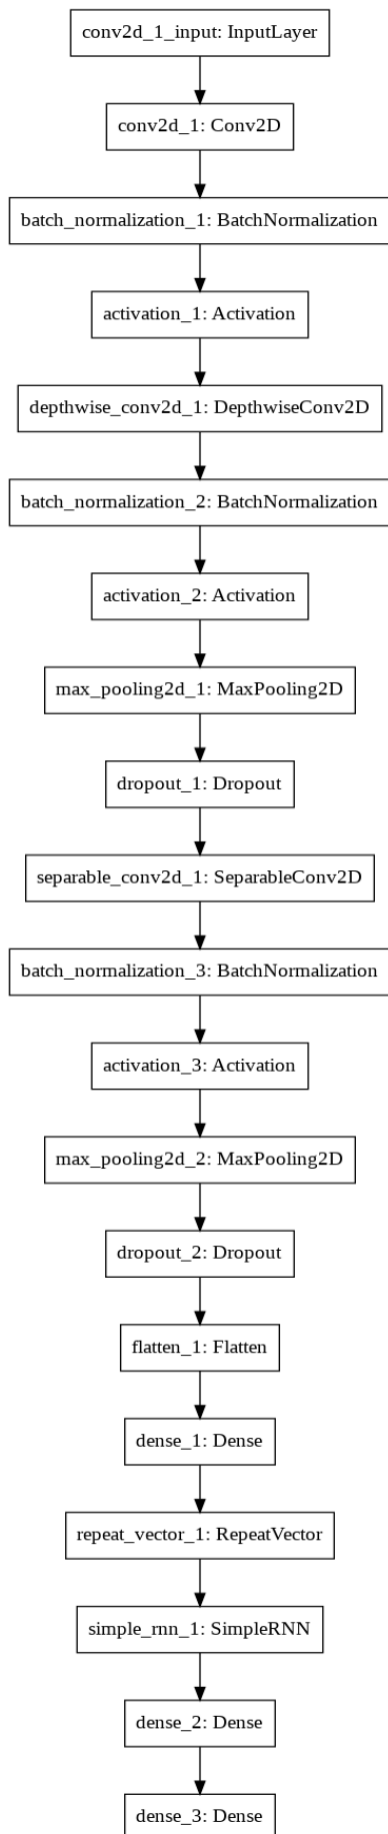 conv2d_1_input: InputLayer
conv2d_1: Conv2D
batch_normalization_1: BatchNormalization
activation_1: Activation
depthwise_conv2d_1: DepthwiseConv2D
batch_normalization_2: BatchNormalization
activation_2: Activation
max_pooling2d_1: MaxPooling2D
dropout_1: Dropout
separable_conv2d_1: SeparableConv2D
batch_normalization_3: BatchNormalization
activation_3: Activation
max_pooling2d_2: MaxPooling2D
dropout_2: Dropout
flatten_1: Flatten
dense_1: Dense
repeat_vector_1: RepeatVector
simple_rnn_1: SimpleRNN
dense_2: Dense
dense_3: Dense